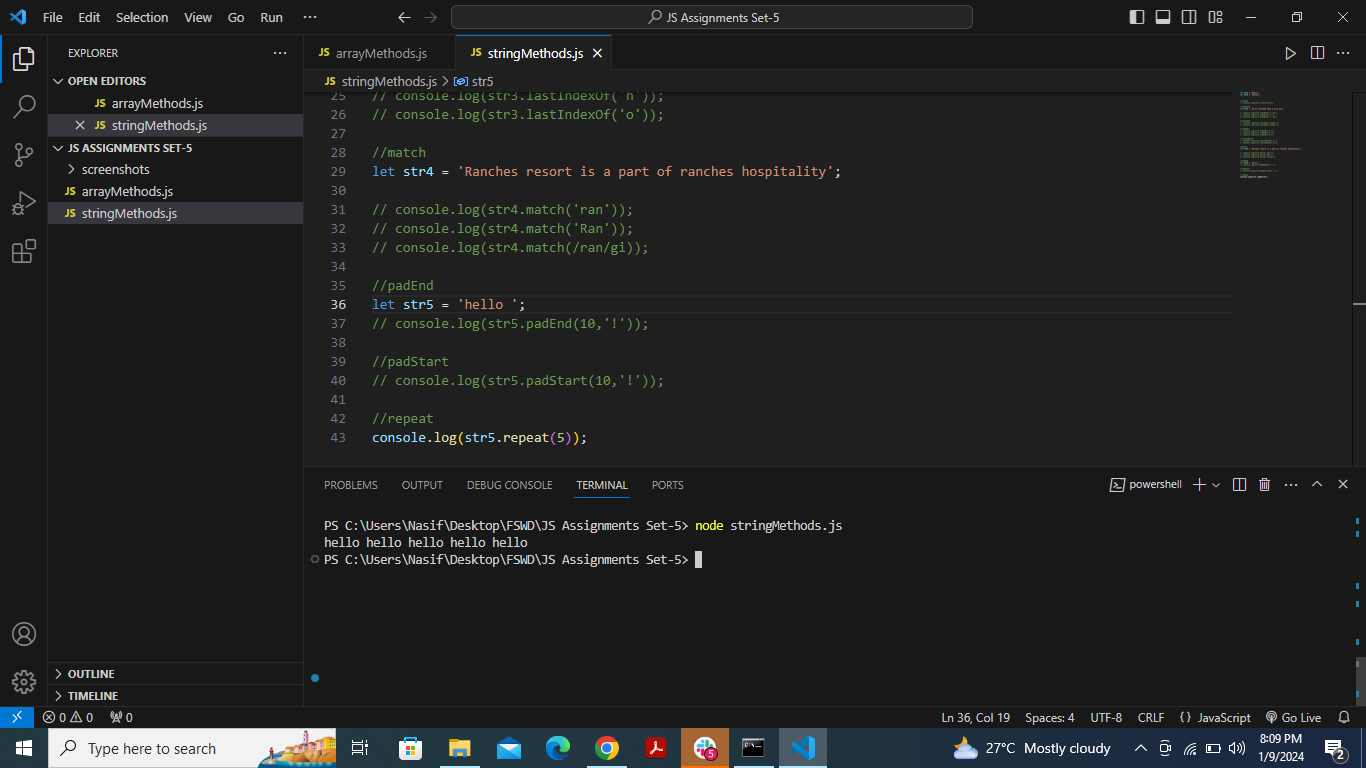 File Edit Selection View Go Run ··· JS Assignments Set-5
EXPLORER ···
OPEN EDITORS
JS arrayMethods.js
JS stringMethods.js
JS ASSIGNMENTS SET-5
screenshots
JS arrayMethods.js
JS stringMethods.js
OUTLINE
TIMELINE
JS arrayMethods.js JS stringMethods.js
JS stringMethods.js > str5
25 // console.log(str3.lastIndexOf('n'));
26 // console.log(str3.lastIndexOf('o'));
27
28 //match
29 let str4 = 'Ranches resort is a part of ranches hospitality';
30
31 // console.log(str4.match('ran'));
32 // console.log(str4.match('Ran'));
33 // console.log(str4.match(/ran/gi));
34
35 //padEnd
36 let str5 = 'hello ';
37 // console.log(str5.padEnd(10,'!'));
38
39 //padStart
40 // console.log(str5.padStart(10,'!'));
41
42 //repeat
43 console.log(str5.repeat(5));
PROBLEMS OUTPUT DEBUG CONSOLE TERMINAL PORTS powershell
PS C:\Users\Nasif\Desktop\FSWD\JS Assignments Set-5> node stringMethods.js
hello hello hello hello hello
PS C:\Users\Nasif\Desktop\FSWD\JS Assignments Set-5>
0 0 0 Ln 36, Col 19 Spaces: 4 UTF-8 CRLF {} JavaScript Go Live
Type here to search 5 27°C Mostly cloudy 8:09 PM
1/9/2024 2